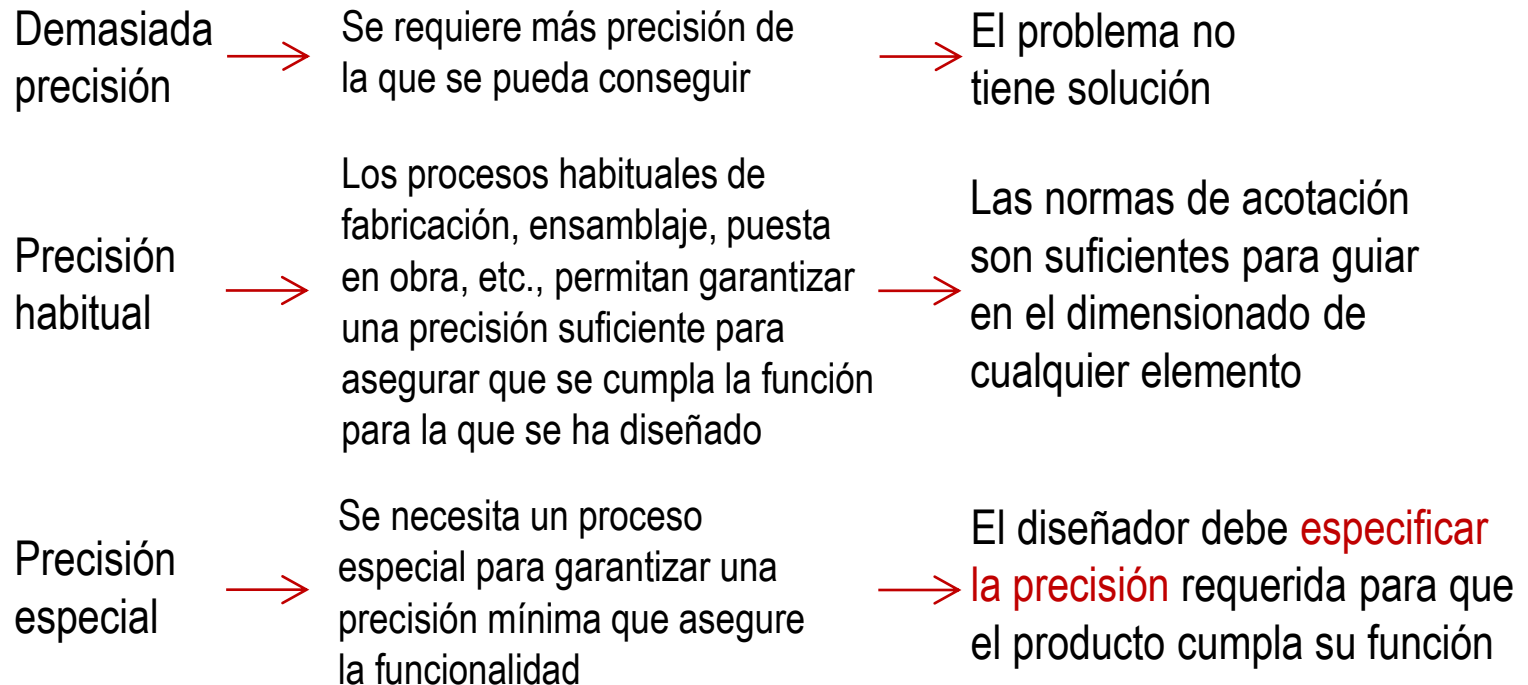 Demasiada
precisión
Se requiere más precisión de
la que se pueda conseguir
El problema no
tiene solución
Precisión
habitual
Los procesos habituales de
fabricación, ensamblaje, puesta
en obra, etc., permitan garantizar
una precisión suficiente para
asegurar que se cumpla la función
para la que se ha diseñado
Las normas de acotación
son suficientes para guiar
en el dimensionado de
cualquier elemento
Precisión
especial
Se necesita un proceso
especial para garantizar una
precisión mínima que asegure
la funcionalidad
El diseñador debe especificar
la precisión requerida para que
el producto cumpla su función